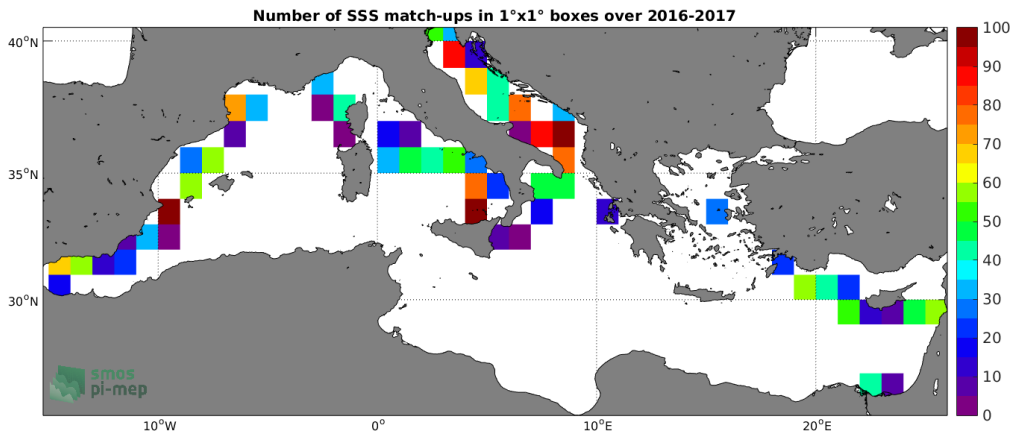 Number of SSS match-ups in 1°x1° boxes over 2016-2017
40°N
35°N
30°N
10°W
0°
10°E
20°E
100
90
80
70
60
50
40
30
20
10
0
smos
pi-mep